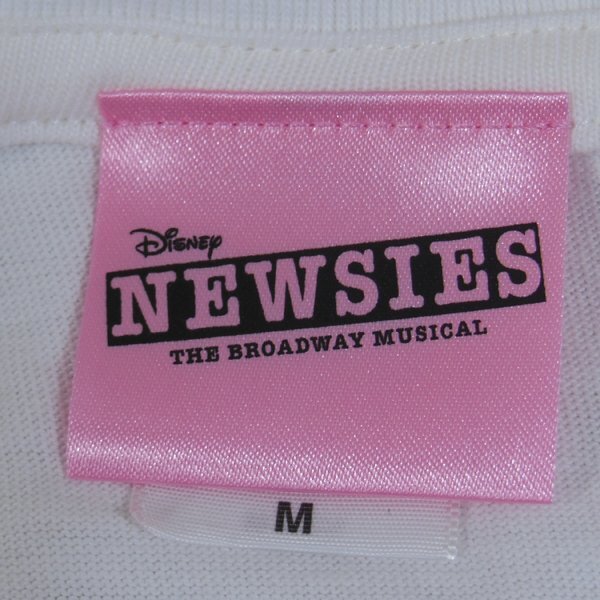 Disney
NEWSIES
THE BROADWAY MUSICAL
M